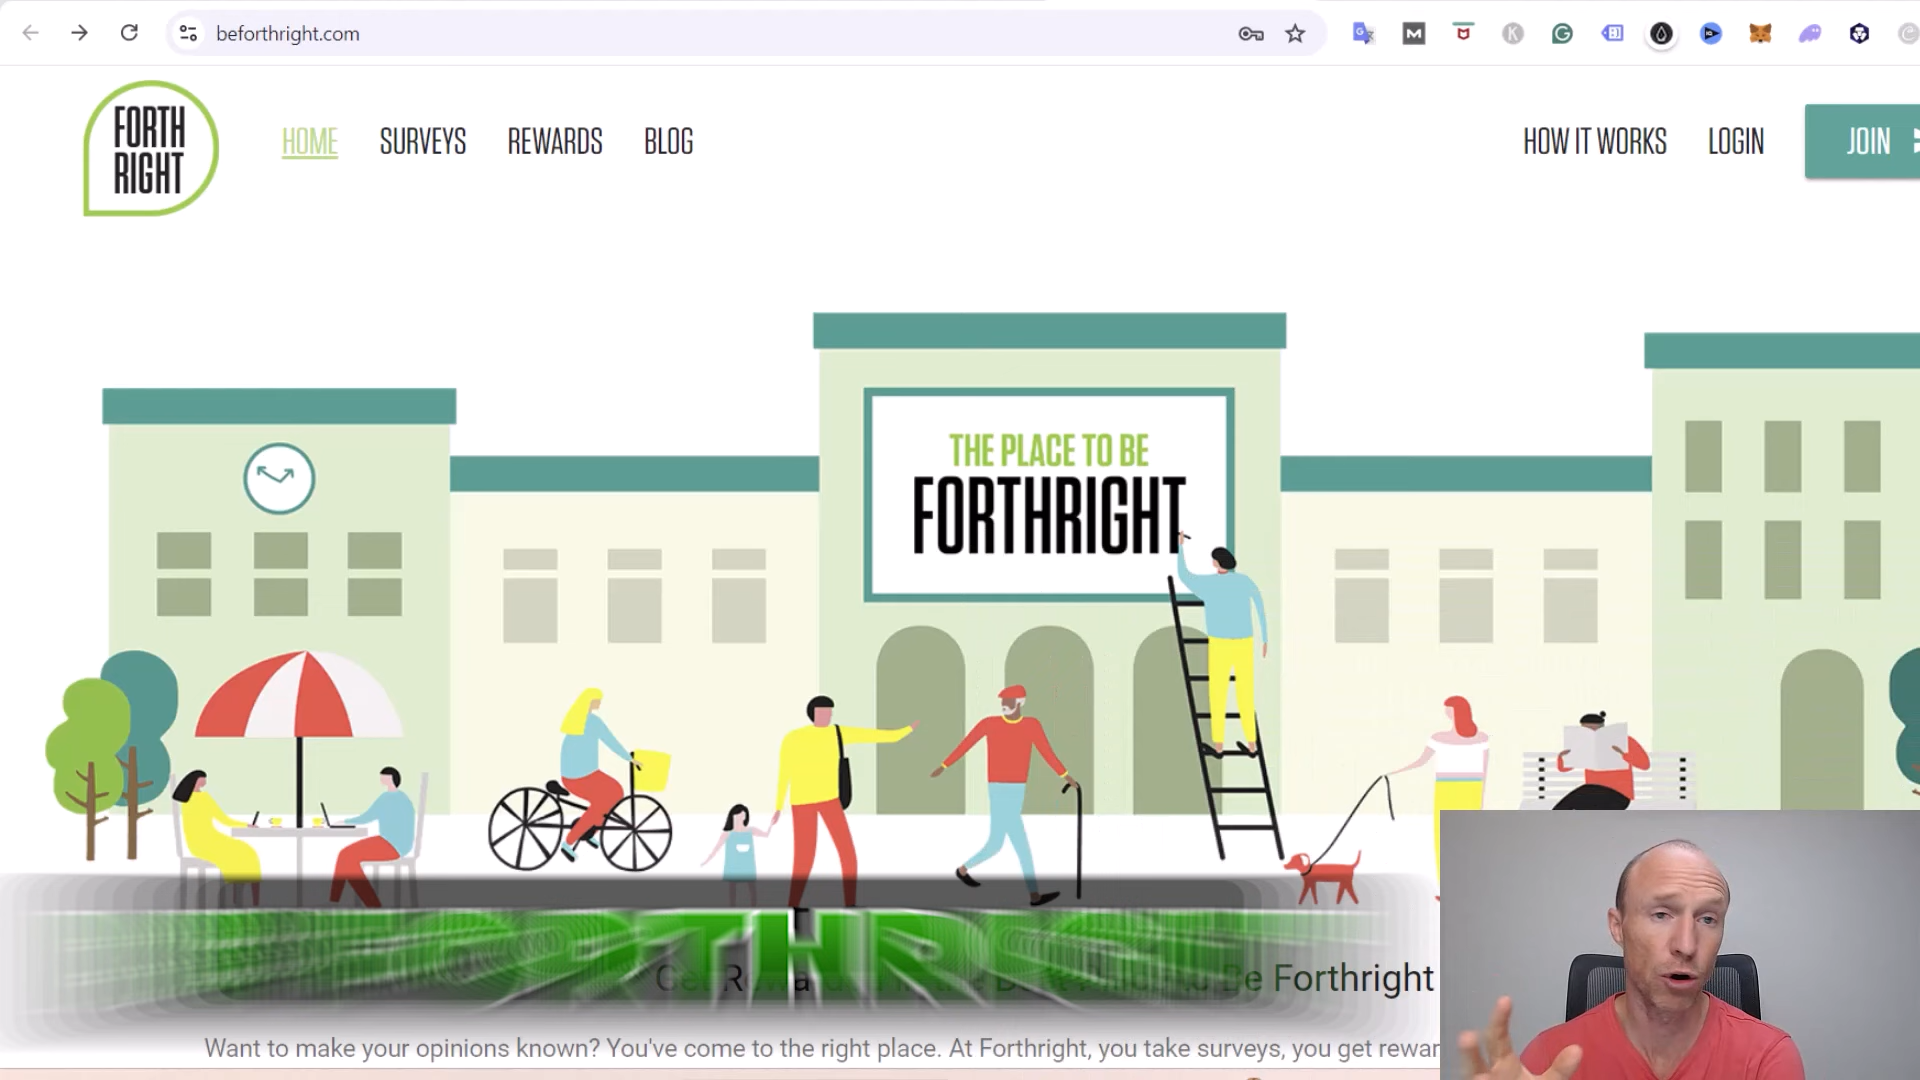 beforthright.com
FORTH
RIGHT
HOME SURVEYS REWARDS BLOG HOW IT WORKS LOGIN JOIN
THE PLACE TO BE
FORTHRIGHT
Be Forthright
Want to make your opinions known? You've come to the right place. At Forthright, you take surveys, you get rewar